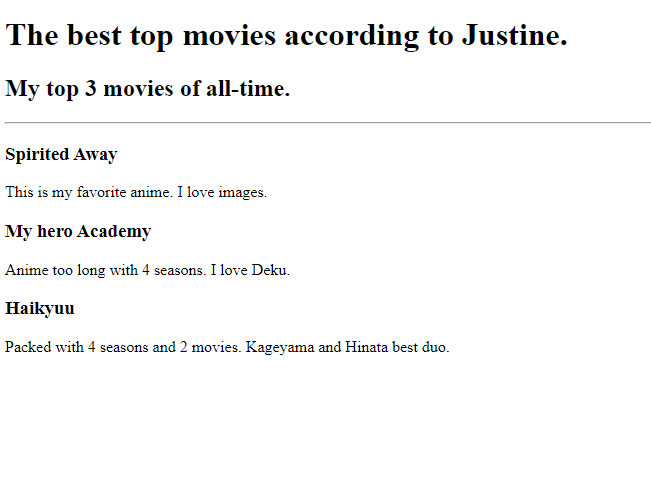 The best top movies according to Justine.
My top 3 movies of all-time.
Spirited Away
This is my favorite anime. I love images.
My hero Academy
Anime too long with 4 seasons. I love Deku.
Haikyuu
Packed with 4 seasons and 2 movies. Kageyama and Hinata best duo.